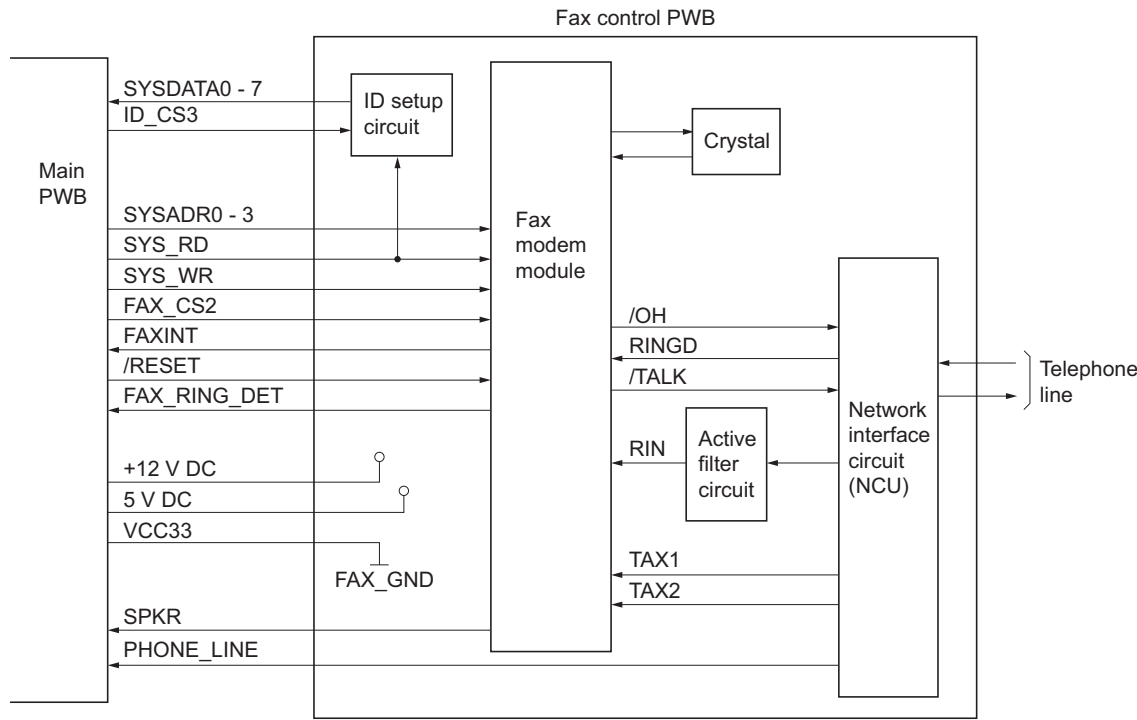 Fax control PWB
Main
PWB
SYSDATA0 - 7
ID_CS3
ID setup
circuit
SYSADR0 - 3
SYS_RD
SYS_WR
FAX_CS2
FAXINT
/RESET
FAX_RING_DET
+12 V DC
5 V DC
VCC33
FAX_GND
SPKR
PHONE_LINE
Fax
modem
module
Crystal
/OH
RINGD
/TALK
RIN
Active
filter
circuit
TAX1
TAX2
Network
interface
circuit
(NCU)
Telephone
line